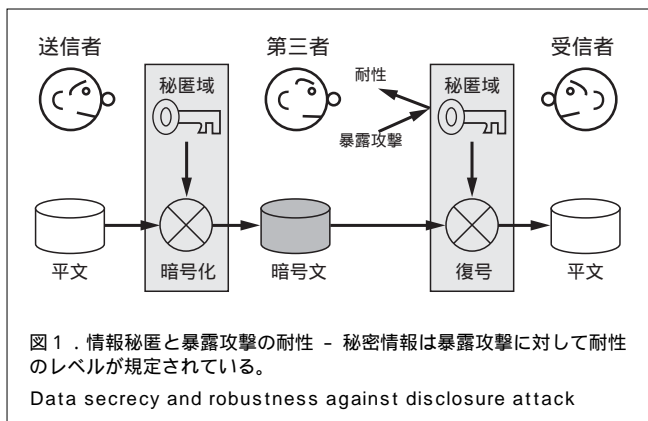 送信者 第三者 受信者
秘匿域 耐性 秘匿域
暴露攻撃
平文 暗号化 暗号文 復号 平文
図1．情報秘匿と暴露攻撃の耐性 － 秘密情報は暴露攻撃に対して耐性
のレベルが規定されている。
Data secrecy and robustness against disclosure attack